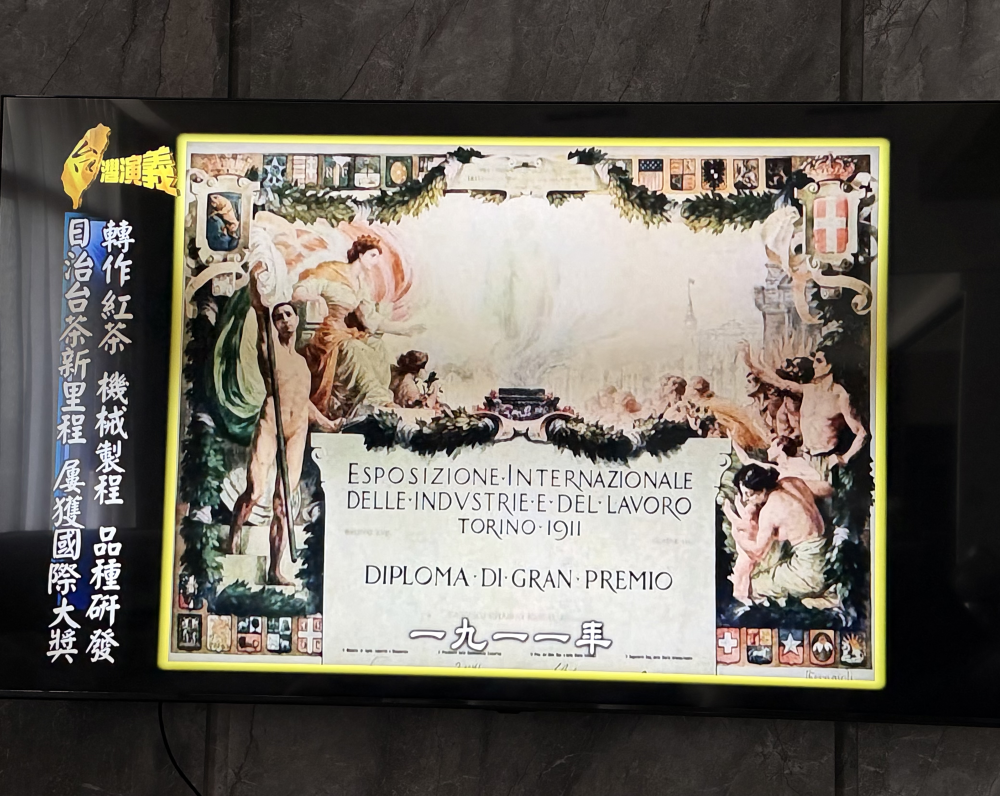 台灣演義
轉作紅茶 機械製程 品種研發
日治台茶新里程 屢獲國際大獎
ESPOSIZIONE·INTERNAZIONALE
DELLE·INDVSTRIE·E·DEL·LAVORO
TORINO·1911
DIPLOMA·DI·GRAN·PREMIO
一九一一年